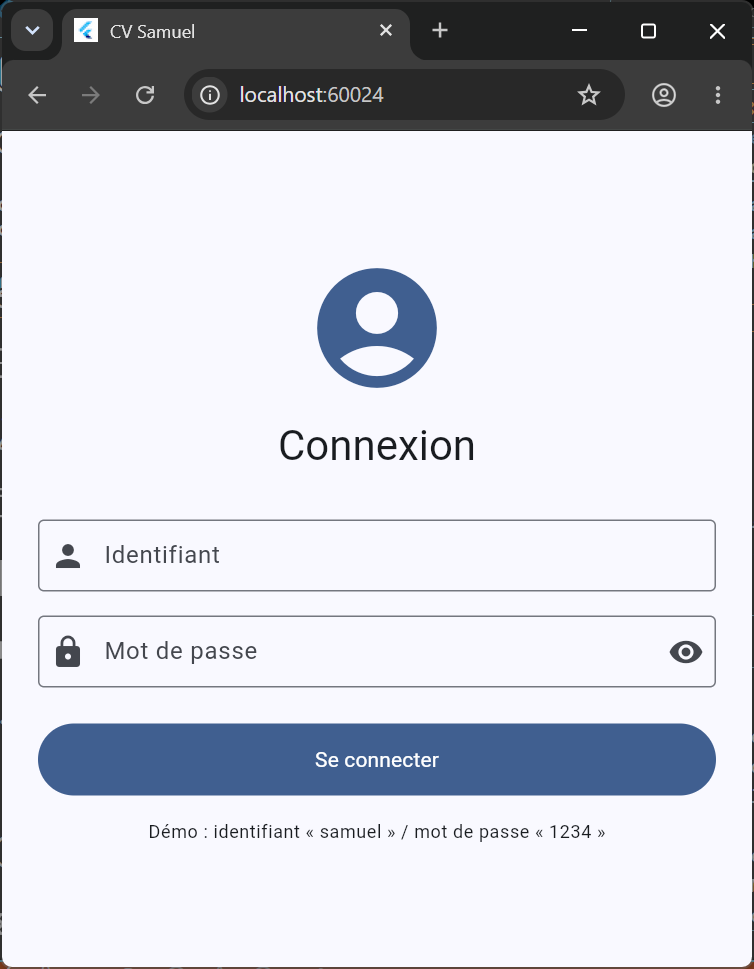 CV Samuel
localhost:60024
Connexion
Identifiant
Mot de passe
Se connecter
Démo : identifiant « samuel » / mot de passe « 1234 »